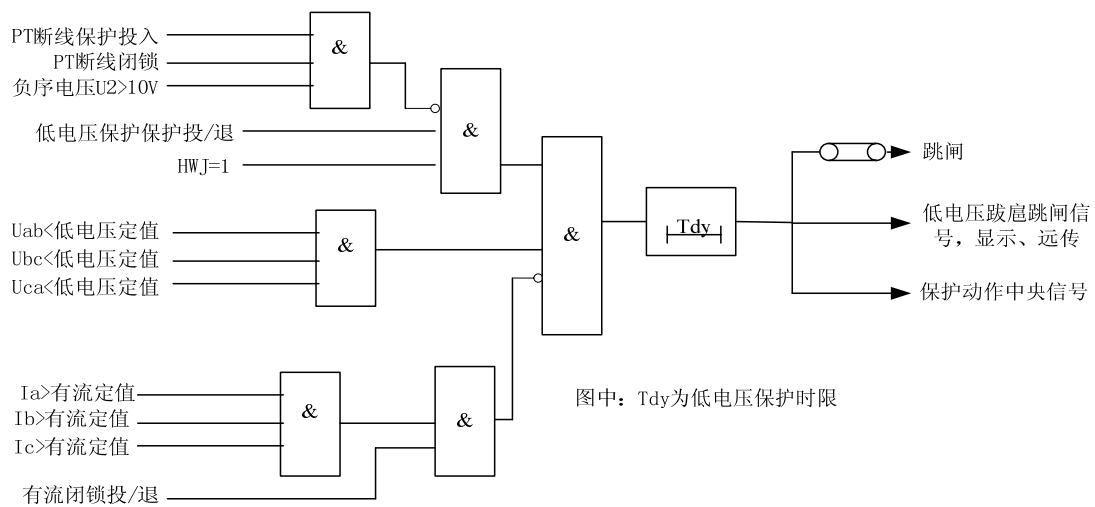 PT断线保护投入
PT断线闭锁
负序电压U2>10V
&
低电压保护保护投/退
HWJ=1
&
Uab<低电压定值
Ubc<低电压定值
Uca<低电压定值
&
&
Tdy
跳闸
低电压跋扈跳闸信
号，显示、远传
保护动作中央信号
Ia>有流定值
Ib>有流定值
Ic>有流定值
&
有流闭锁投/退
&
图中：Tdy为低电压保护时限